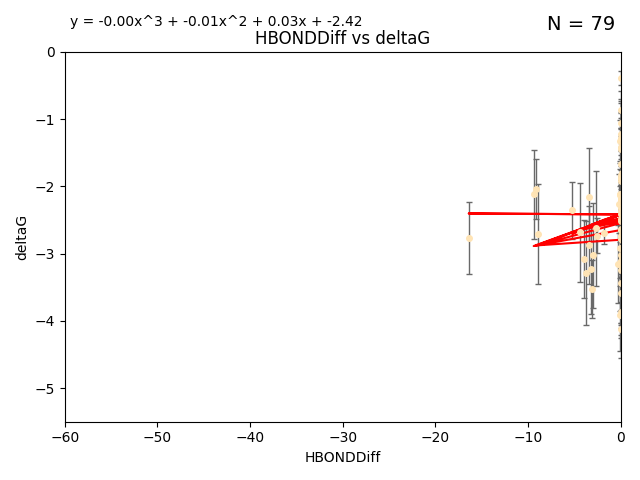 y = -0.00x^3 + -0.01x^2 + 0.03x + -2.42
N = 79
HBONDDiff vs deltaG
0
−1
−2
−3
−4
−5
deltaG
−60 −50 −40 −30 −20 −10 0
HBONDDiff